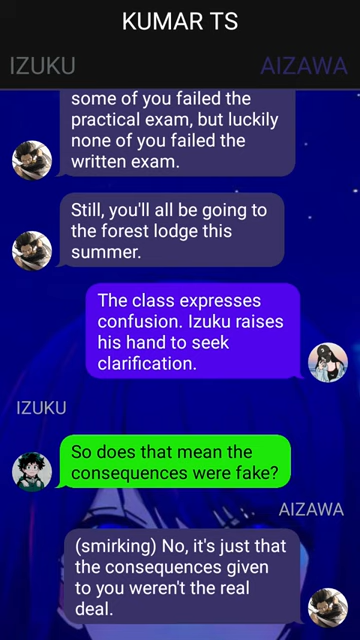 KUMAR TS
IZUKU AIZAWA
some of you failed the
practical exam, but luckily
none of you failed the
written exam.
Still, you'll all be going to
the forest lodge this
summer.
The class expresses
confusion. Izuku raises
his hand to seek
clarification.
IZUKU
So does that mean the
consequences were fake?
AIZAWA
(smirking) No, it's just that
the consequences given
to you weren't the real
deal.